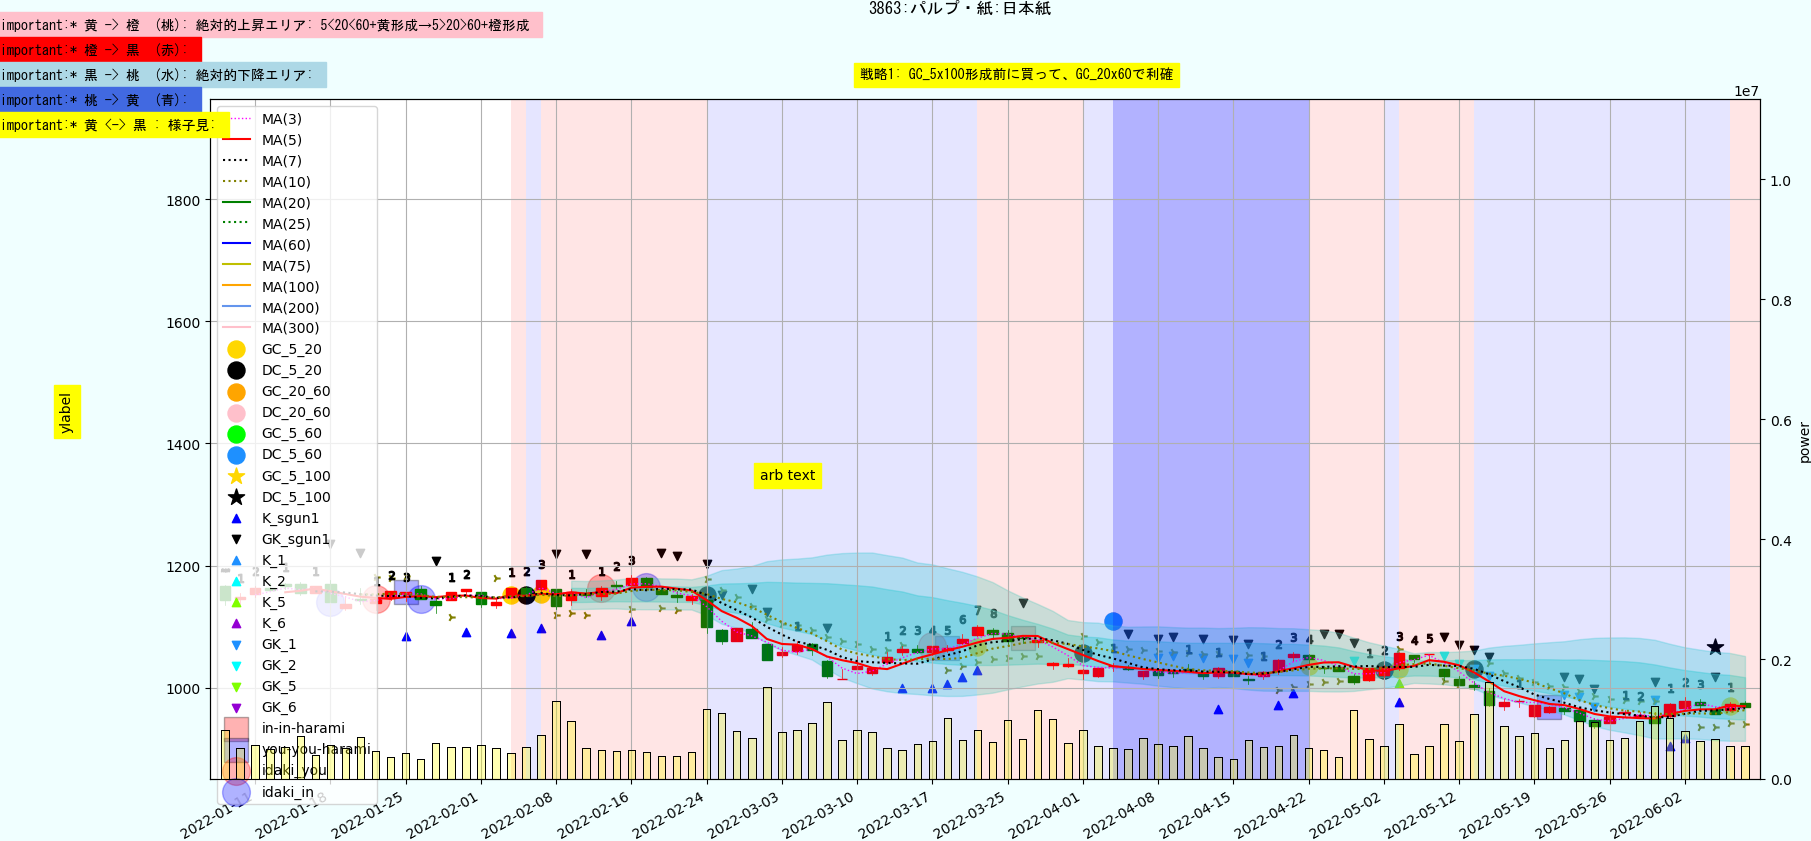 3863:パルプ・紙:日本紙
important:* 黄 -> 橙 (桃): 絶対的上昇エリア: 5<20<60+黄形成→5>20>60+橙形成
important:* 橙 -> 黒 (赤):
important:* 黒 -> 桃 (水): 絶対的下降エリア:
戦略1: GC_5x100形成前に買って、GC_20x60で利確
important:* 桃 -> 黄 (青):
important:* 黄 <-> 黒 : 様子見:
1e7
MA(3)
MA(5)
MA(7)
MA(10)
MA(20)
MA(25)
MA(60)
MA(75)
MA(100)
MA(200)
MA(300)
GC_5_20
DC_5_20
GC_20_60
DC_20_60
GC_5_60
DC_5_60
GC_5_100
DC_5_100
K_sgun1
GK_sgun1
K_1
K_2
K_5
K_6
GK_1
GK_2
GK_5
GK_6
in-in-harami
you-you-harami
idaki_you
idaki_in
1800
1600
1400
1200
1000
ylabel
arb text
1.0
0.8
0.6
0.4
0.2
0.0
power
2022-01-18
2022-01-25
2022-02-01
2022-02-08
2022-02-16
2022-02-24
2022-03-03
2022-03-10
2022-03-17
2022-03-25
2022-04-01
2022-04-08
2022-04-15
2022-04-22
2022-05-02
2022-05-12
2022-05-19
2022-05-26
2022-06-02